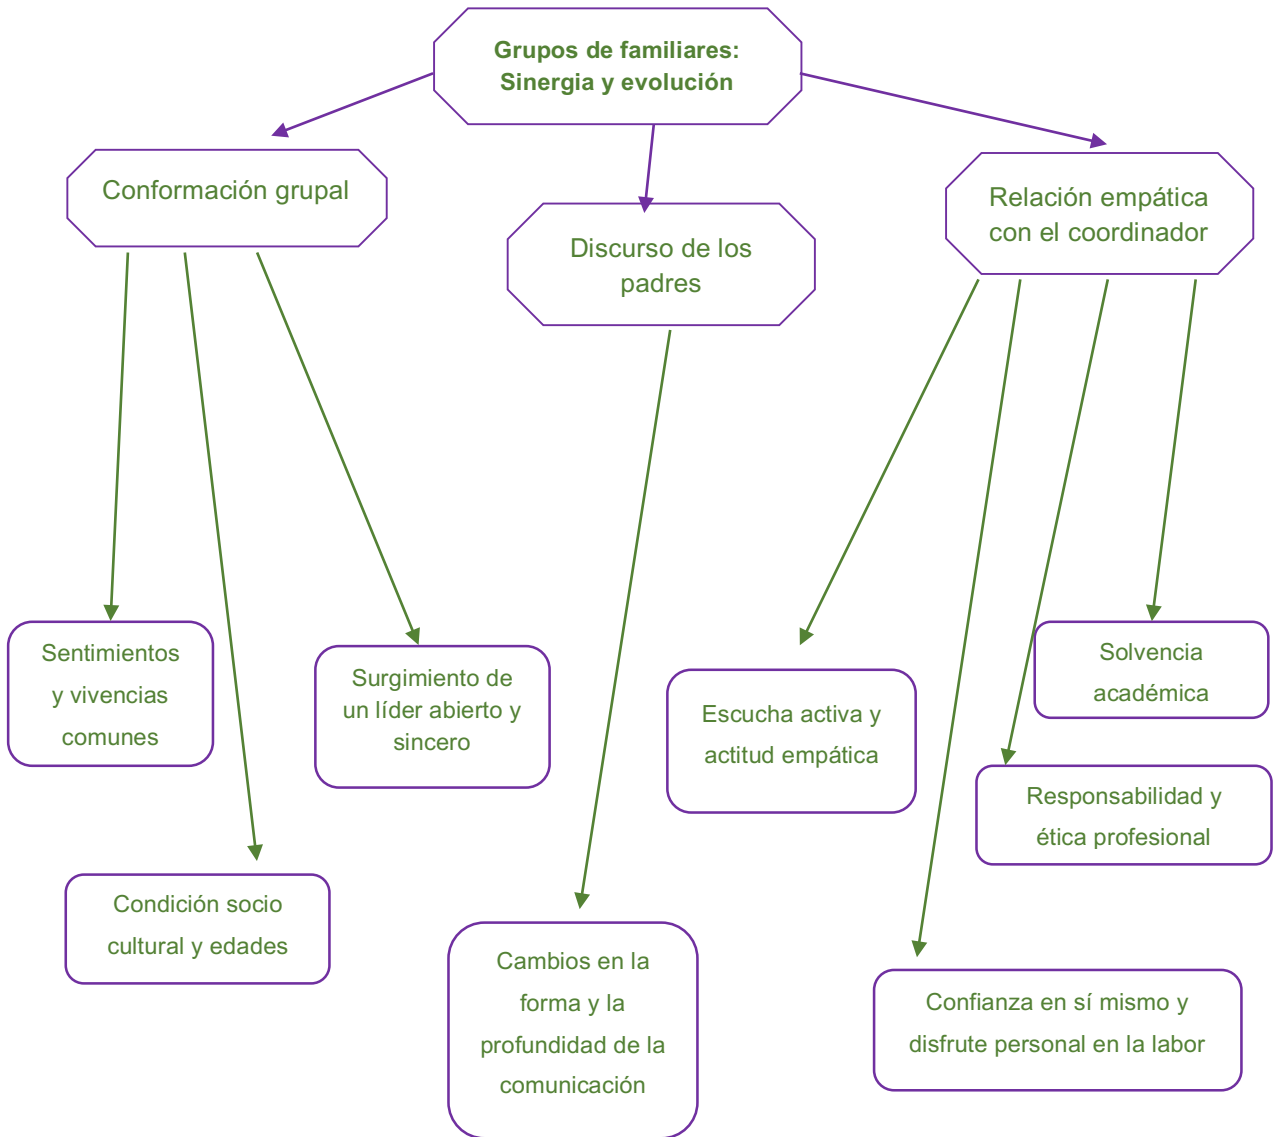 Grupos de familiares:
Sinergia y evolución
Conformación grupal
Discurso de los
padres
Relación empática
con el coordinador
Sentimientos
y vivencias
comunes
Surgimiento de
un líder abierto y
sincero
Condición socio
cultural y edades
Cambios en la
forma y la
profundidad de la
comunicación
Escucha activa y
actitud empática
Solvencia
académica
Responsabilidad y
ética profesional
Confianza en sí mismo y
disfrute personal en la labor